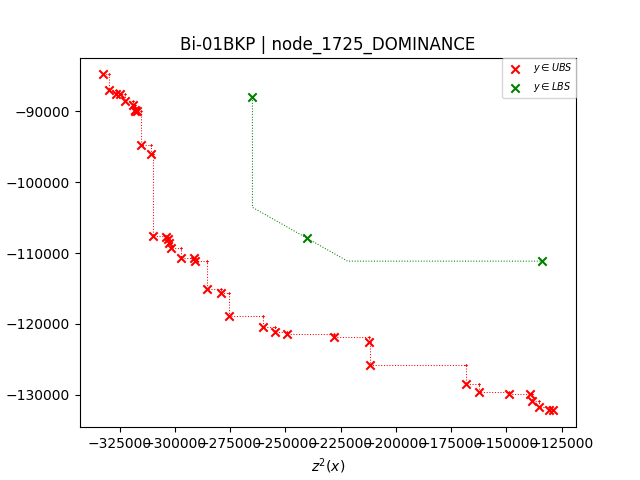 Bi-01BKP | node_1725_DOMINANCE
y ∈ UBS
y ∈ LBS
−90000
−100000
−110000
−120000
−130000
−325000−300000−275000−250000−225000−200000−175000−150000−125000
z²(x)